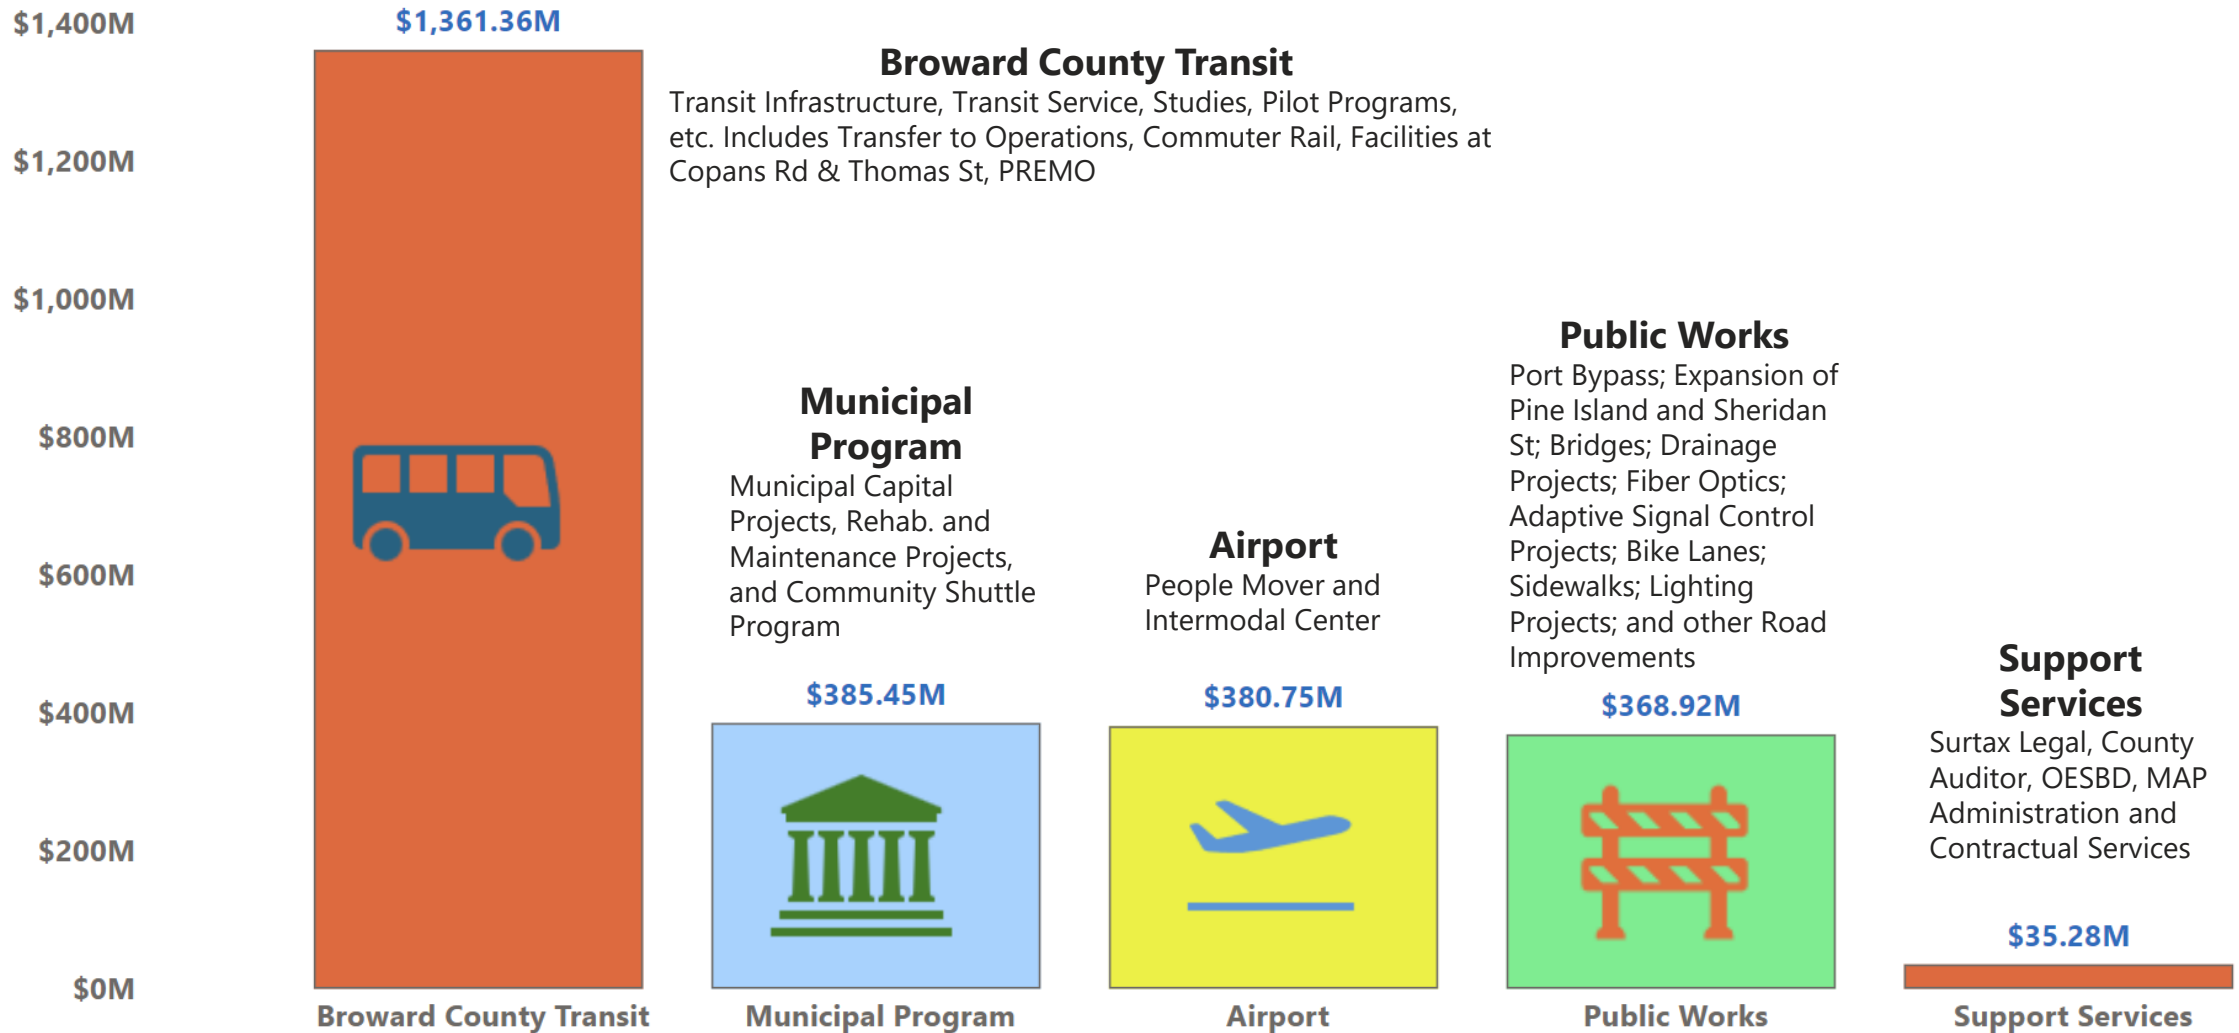 $1,400M
$1,200M
$1,000M
$800M
$600M
$400M
$200M
$0M
$1,361.36M
Broward County Transit
Transit Infrastructure, Transit Service, Studies, Pilot Programs,
etc. Includes Transfer to Operations, Commuter Rail, Facilities at
Copans Rd & Thomas St, PREMO
Municipal
Program
Municipal Capital
Projects, Rehab. and
Maintenance Projects,
and Community Shuttle
Program
$385.45M
Airport
People Mover and
Intermodal Center
$380.75M
Public Works
Port Bypass; Expansion of
Pine Island and Sheridan
St; Bridges; Drainage
Projects; Fiber Optics;
Adaptive Signal Control
Projects; Bike Lanes;
Sidewalks; Lighting
Projects; and other Road
Improvements
$368.92M
Support
Services
Surtax Legal, County
Auditor, OESBD, MAP
Administration and
Contractual Services
$35.28M
Broward County Transit
Municipal Program
Airport
Public Works
Support Services